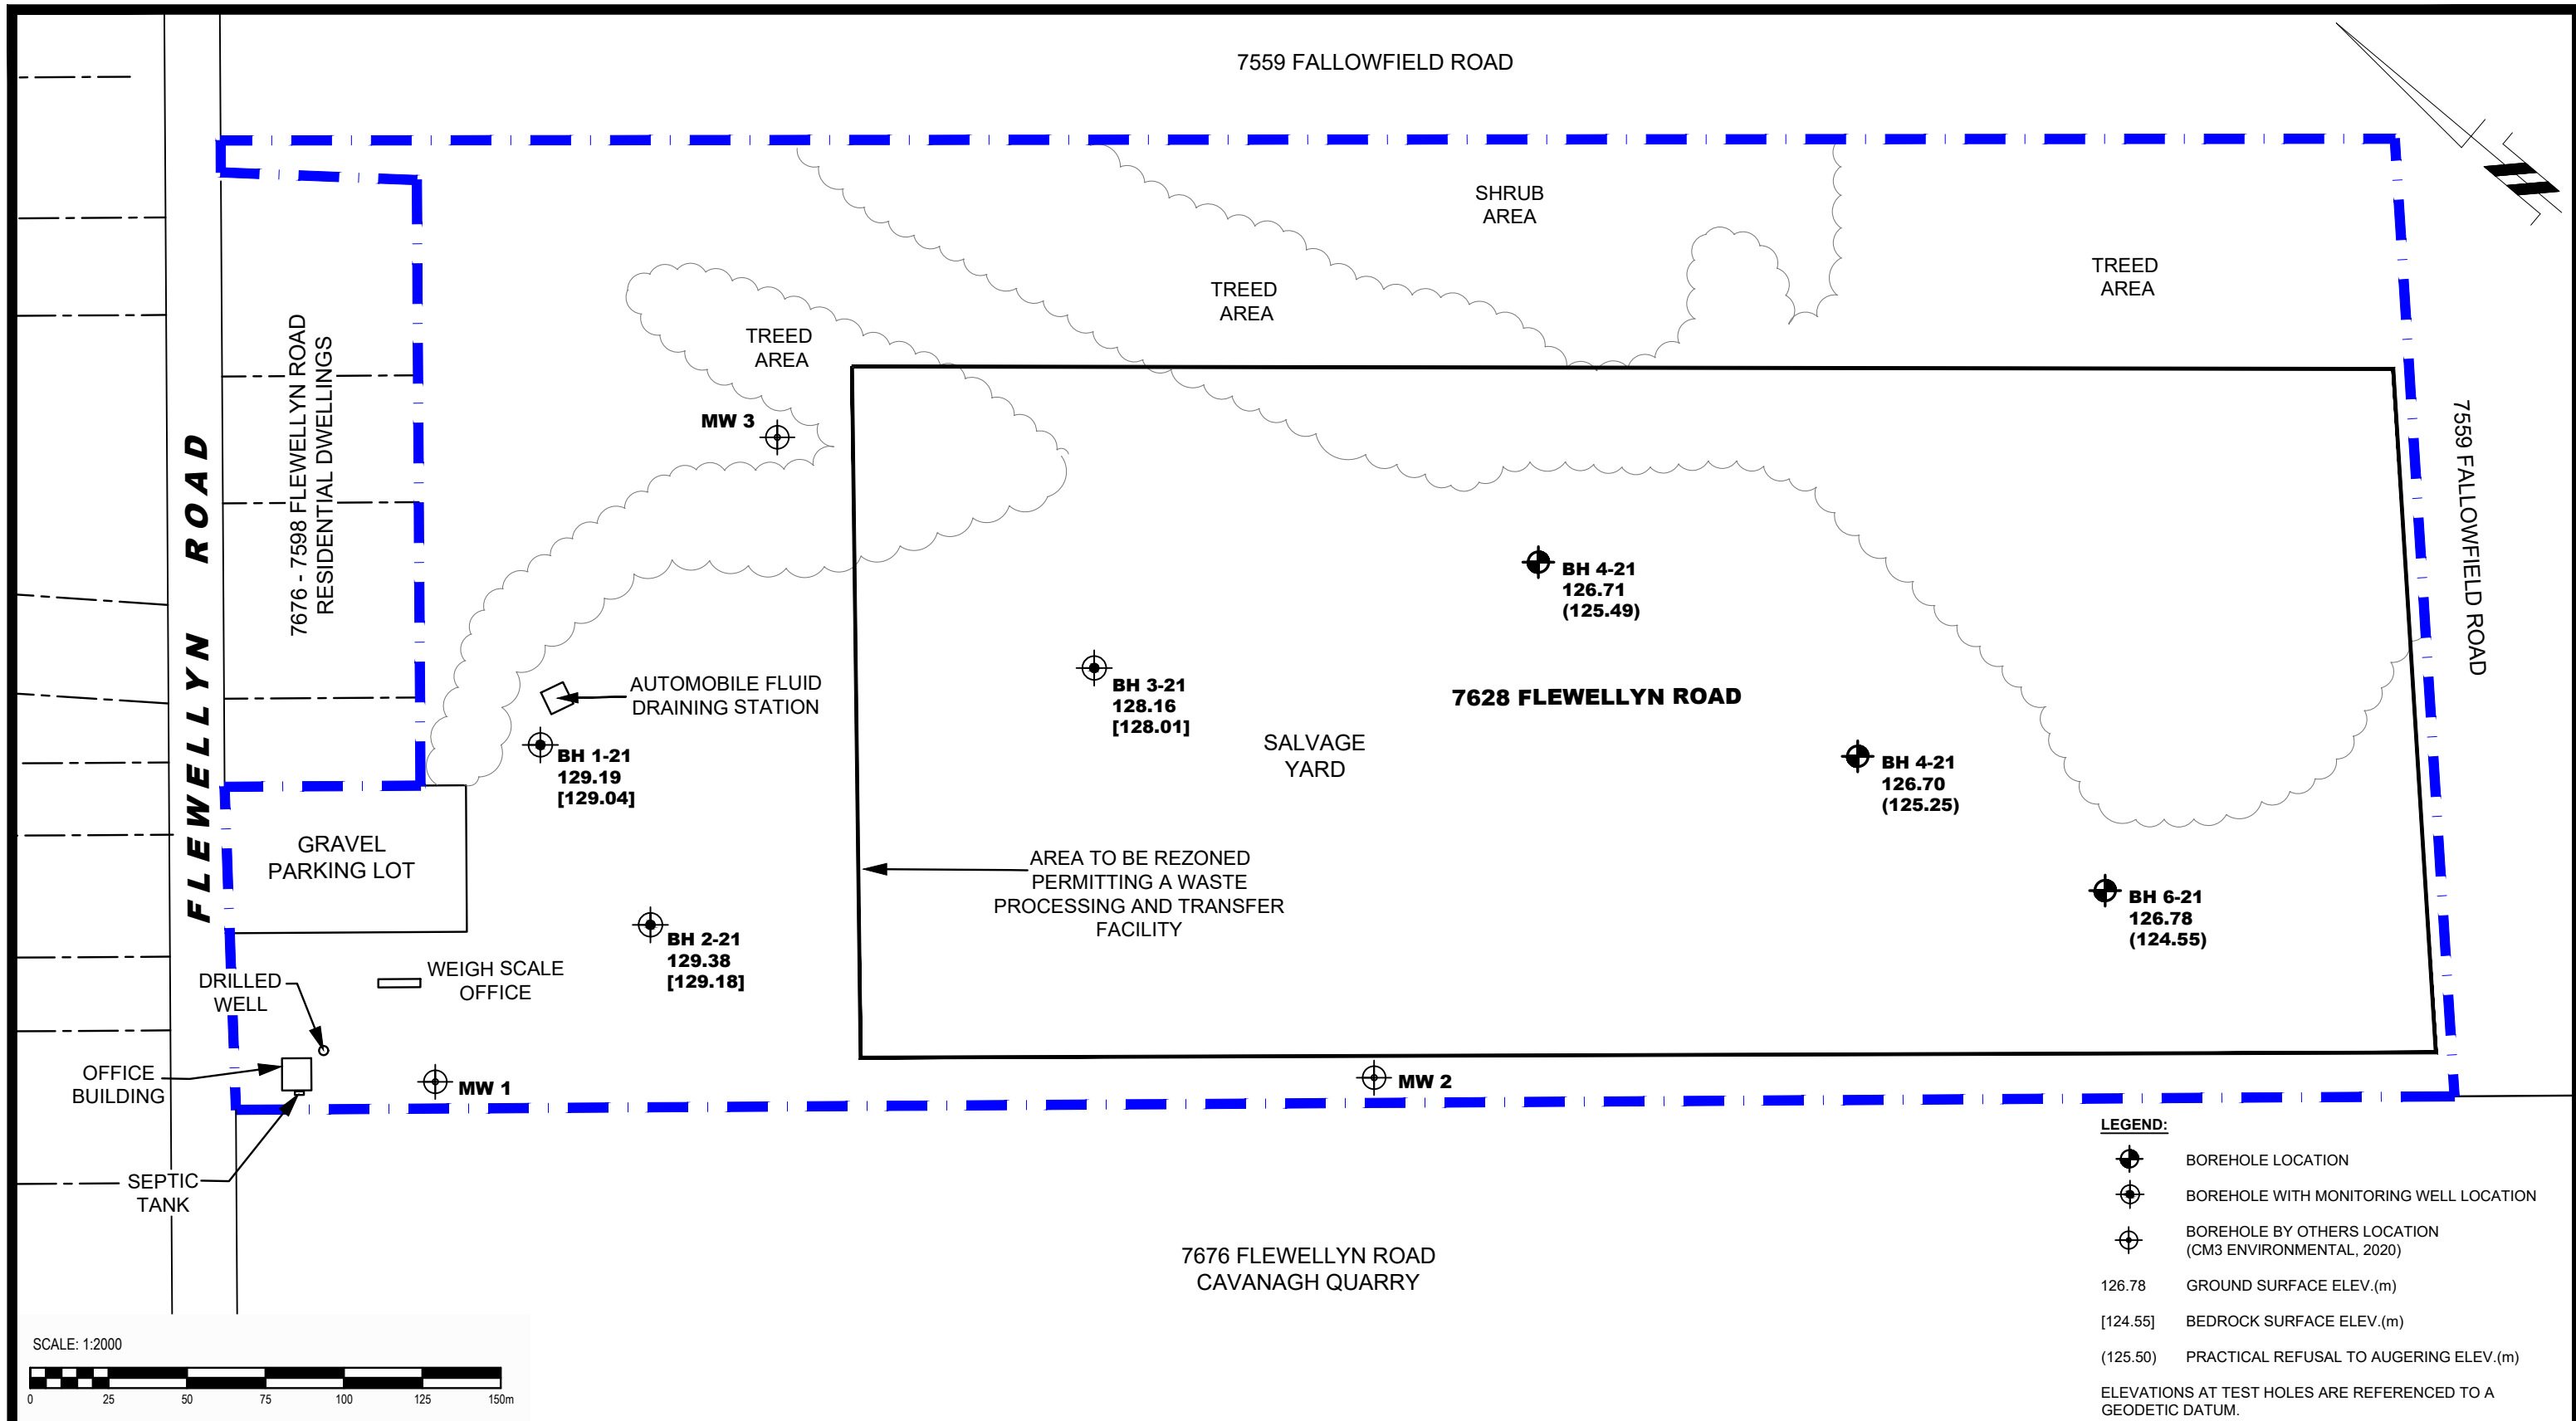 7559 FALLOWFIELD ROAD
SHRUB
AREA
TREED
AREA
TREED
AREA
TREED
AREA
7676 - 7598 FLEWELLYN ROAD
RESIDENTIAL DWELLINGS
FLEWELLYN ROAD
7559 FALLOWFIELD ROAD
MW 3
BH 4-21
126.71
(125.49)
BH 3-21
128.16
[128.01]
7628 FLEWELLYN ROAD
AUTOMOBILE FLUID
DRAINING STATION
SALVAGE
YARD
BH 1-21
129.19
[129.04]
BH 4-21
126.70
(125.25)
GRAVEL
PARKING LOT
AREA TO BE REZONED
PERMITTING A WASTE
PROCESSING AND TRANSFER
FACILITY
BH 6-21
126.78
(124.55)
BH 2-21
129.38
[129.18]
WEIGH SCALE
OFFICE
DRILLED
WELL
OFFICE
BUILDING
MW 1
MW 2
SEPTIC
TANK
7676 FLEWELLYN ROAD
CAVANAGH QUARRY
LEGEND:
BOREHOLE LOCATION
BOREHOLE WITH MONITORING WELL LOCATION
BOREHOLE BY OTHERS LOCATION
(CM3 ENVIRONMENTAL, 2020)
126.78 GROUND SURFACE ELEV.(m)
[124.55] BEDROCK SURFACE ELEV.(m)
(125.50) PRACTICAL REFUSAL TO AUGERING ELEV.(m)
ELEVATIONS AT TEST HOLES ARE REFERENCED TO A
GEODETIC DATUM.
SCALE: 1:2000
0 25 50 75 100 125 150m